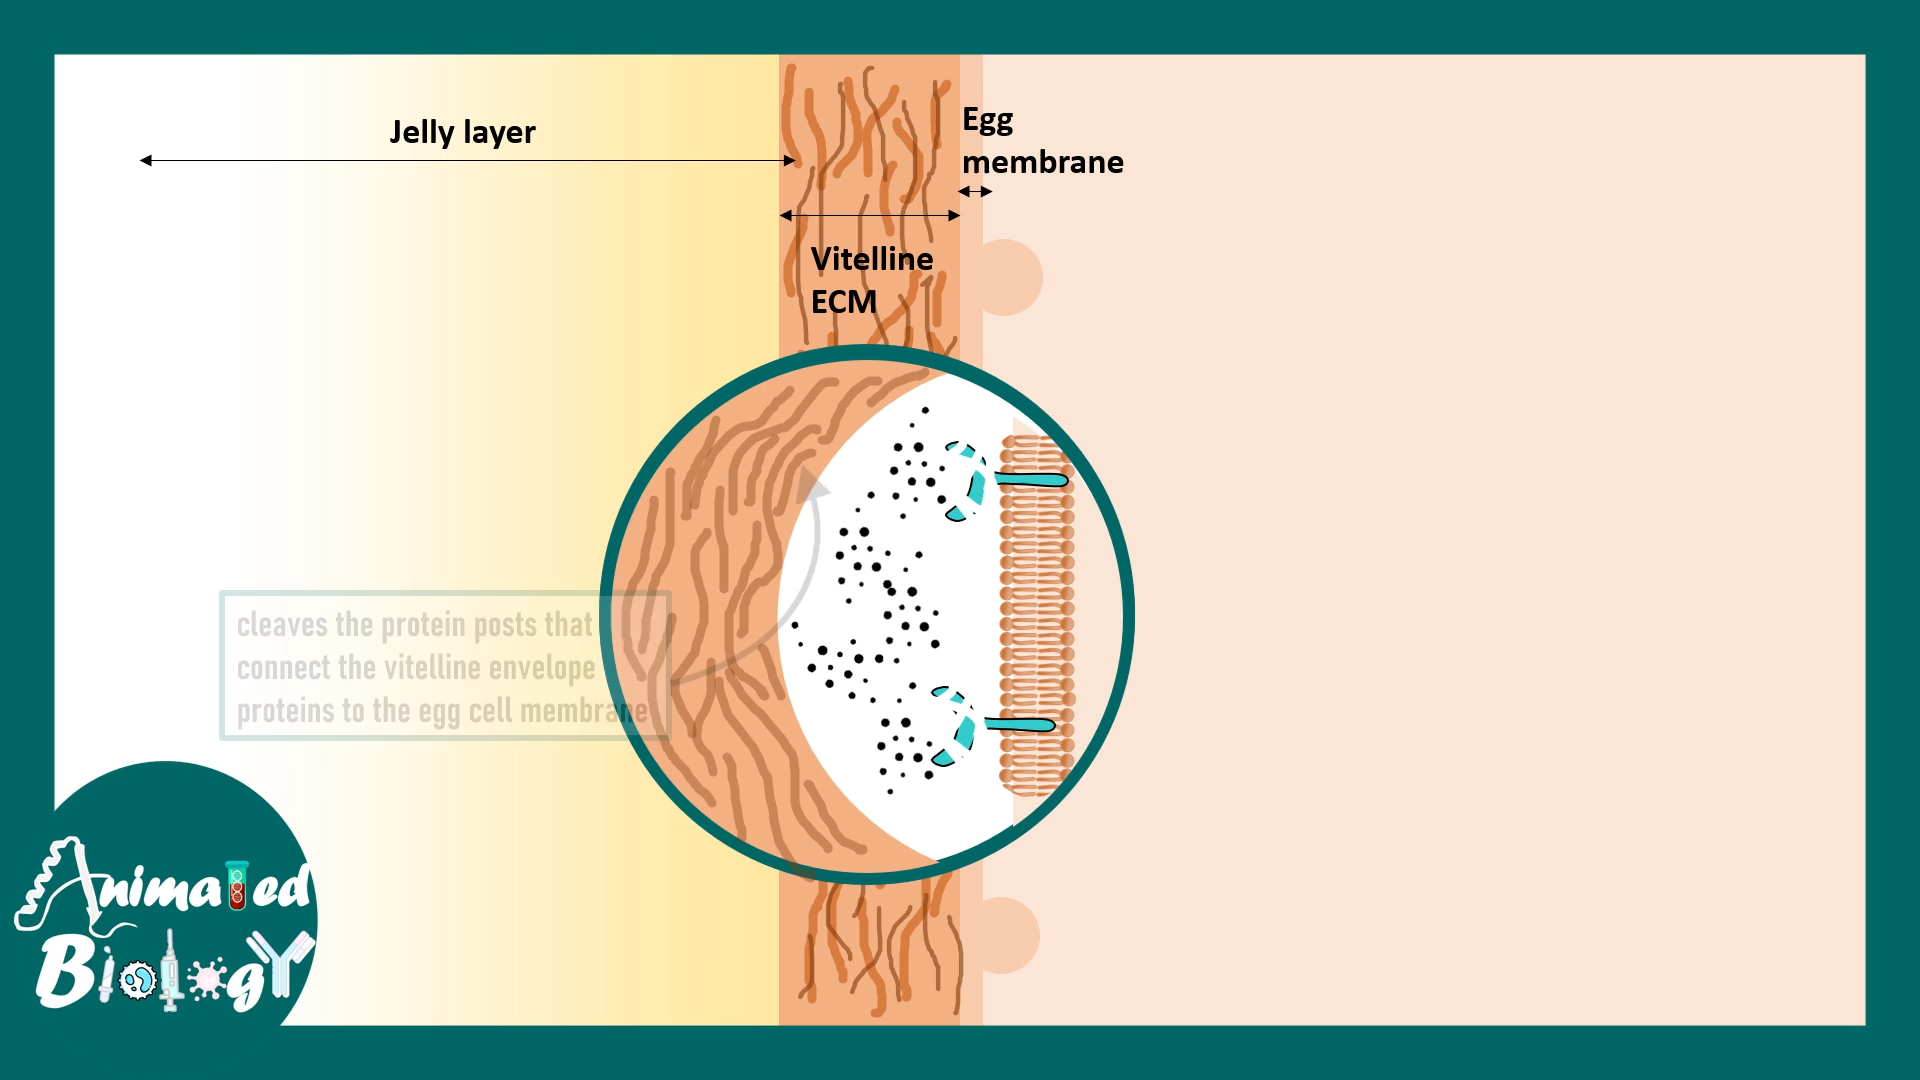 Jelly layer
Egg
membrane
Vitelline
ECM
cleaves the protein posts that
connect the vitelline envelope
proteins to the egg cell membrane
Animated
Biology